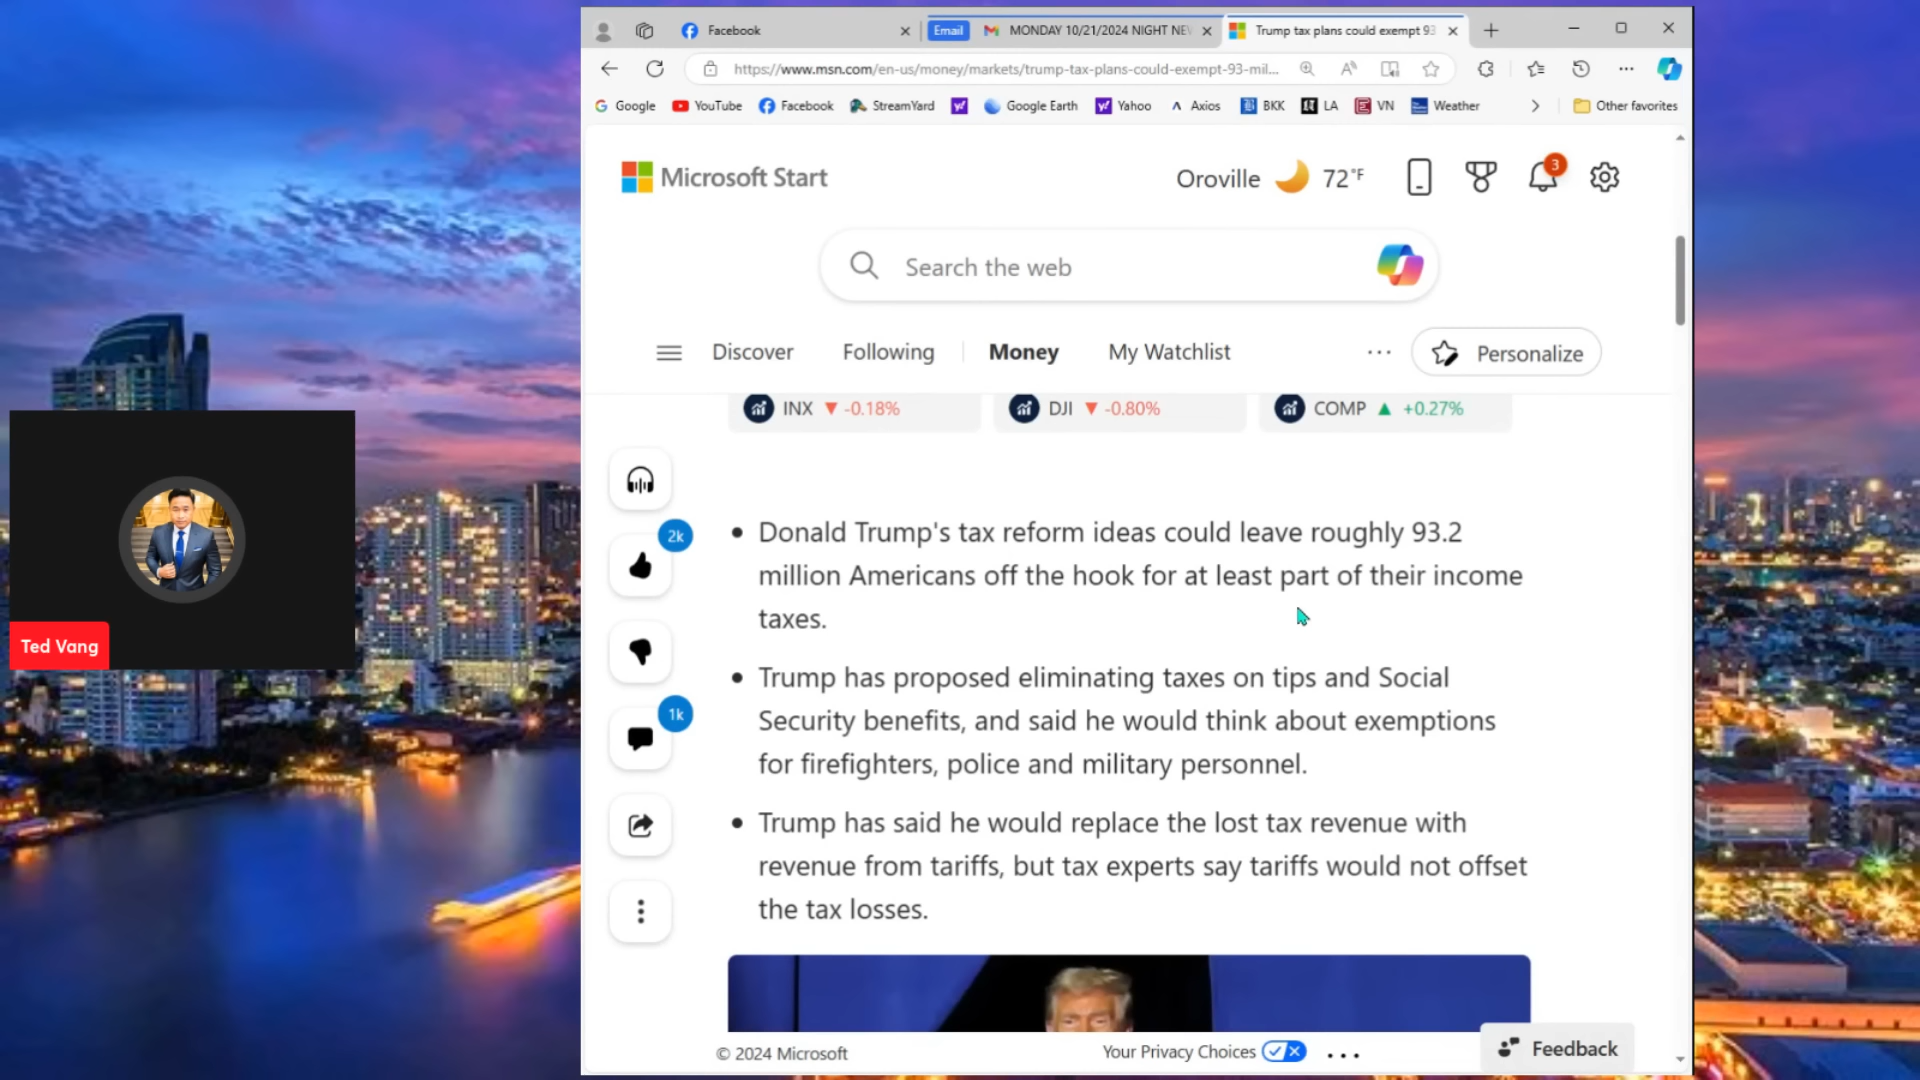 Facebook
Email
MONDAY 10/21/2024 NIGHT NE
Trump tax plans could exempt 93
https://www.msn.com/en-us/money/markets/trump-tax-plans-could-exempt-93-mil...
Google
YouTube
Facebook
StreamYard
Google Earth
Yahoo
Axios
BKK
LA
VN
Weather
Other favorites
Microsoft Start
Oroville
72°F
3
Search the web
Discover
Following
Money
My Watchlist
Personalize
INX ▼ -0.18%
DJI ▼ -0.80%
COMP ▲ +0.27%
2k
1k
• Donald Trump's tax reform ideas could leave roughly 93.2
million Americans off the hook for at least part of their income
taxes.
• Trump has proposed eliminating taxes on tips and Social
Security benefits, and said he would think about exemptions
for firefighters, police and military personnel.
• Trump has said he would replace the lost tax revenue with
revenue from tariffs, but tax experts say tariffs would not offset
the tax losses.
Ted Vang
© 2024 Microsoft
Your Privacy Choices
Feedback